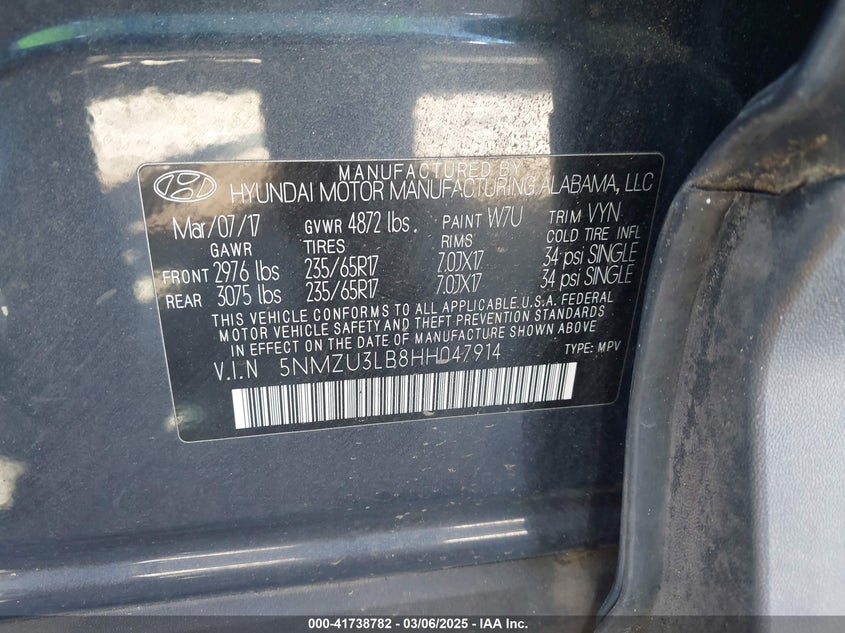 MANUFACTURED BY
HYUNDAI MOTOR MANUFACTURING ALABAMA, LLC
Mar/07/17 GVWR 4872 lbs. PAINT W7U TRIM VYN
GAWR TIRES RIMS COLD TIRE INFL
FRONT 2976 lbs 235/65R17 7.0JX17 34 psi SINGLE
REAR 3075 lbs 235/65R17 7.0JX17 34 psi SINGLE
THIS VEHICLE CONFORMS TO ALL APPLICABLE U.S.A. FEDERAL
MOTOR VEHICLE SAFETY AND THEFT PREVENTION STANDARDS
IN EFFECT ON THE DATE OF MANUFACTURE SHOWN ABOVE
V.I.N 5NMZU3LB8HH047914 TYPE: MPV
000-41738782 - 03/06/2025 - IAA Inc.